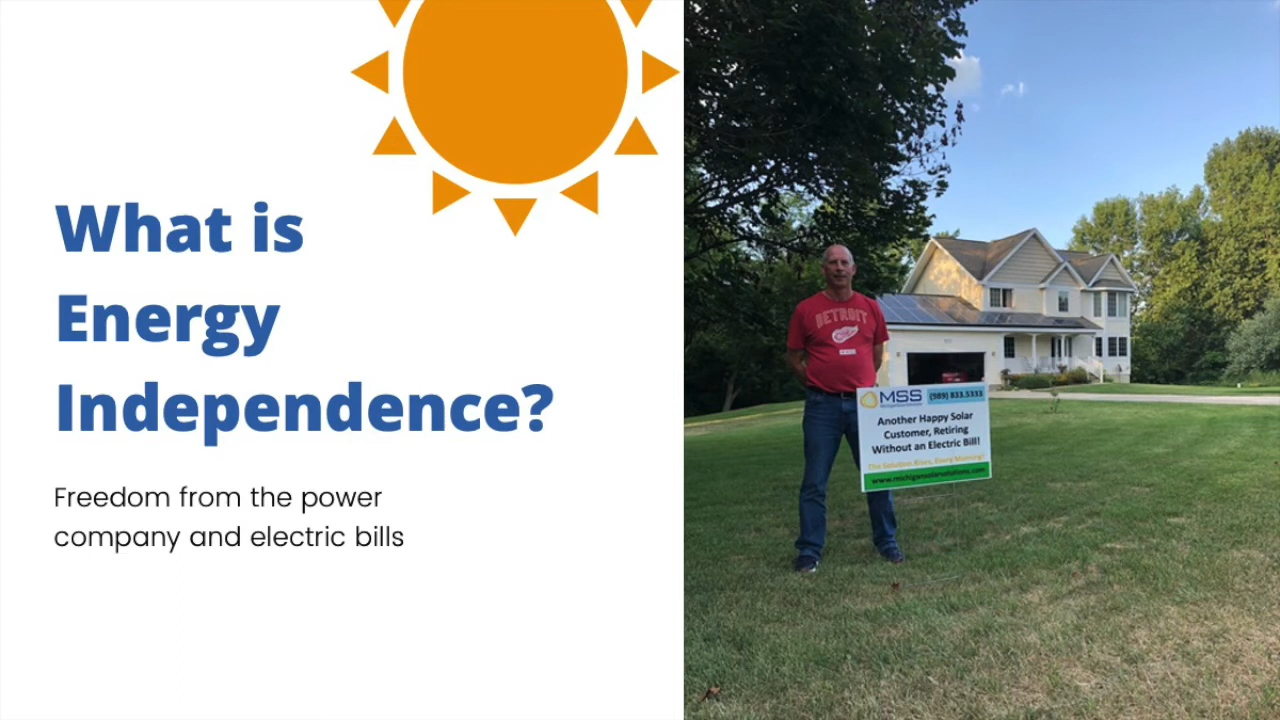 What is
Energy
Independence?
Freedom from the power
company and electric bills
DETROIT
MSS
(989) 833.5333
Another Happy Solar
Customer, Retiring
Without an Electric Bill!
The Solution Rises, Every Morning!
www.michigansolarsolutions.com